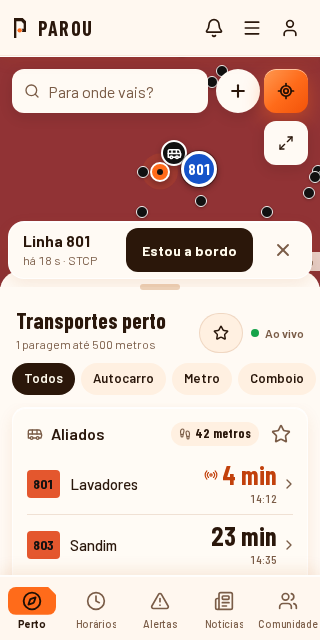 PAROU
Para onde vais?
801
Linha 801
há 18 s · STCP
Estou a bordo
Transportes perto
1 paragem até 500 metros
Ao vivo
Todos
Autocarro
Metro
Comboio
Aliados
42 metros
801
Lavadores
4 min
14:12
803
Sandim
23 min
14:35
Perto
Horários
Alertas
Notícias
Comunidade